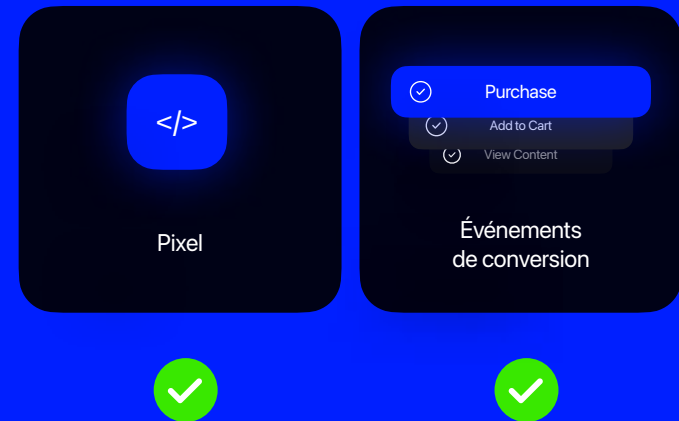 </>
Pixel
Purchase
Add to Cart
View Content
Événements
de conversion